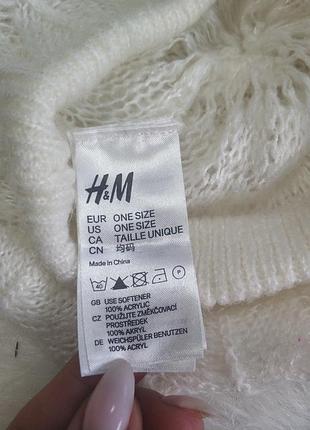 H&M
EUR ONE SIZE
US ONE SIZE
CA TAILLE UNIQUE
CN 均码
Made in China
40 P
GB USE SOFTENER
100% ACRYLIC
CZ POUŽIJTE ZMĚKČOVACÍ
PROSTŘEDEK
100% AKRYL
DE WEICHSPÜLER BENUTZEN
100% ACRYL